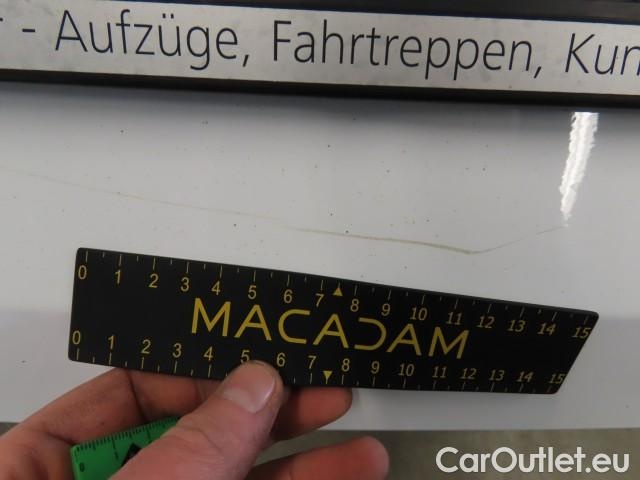 - Aufzüge, Fahrtreppen, Kun
0 1 2 3 4 5 6 7 8 9 10 11 12 13 14 15
MACADAM
0 1 2 3 4 5 6 7 8 9 10 11 12 13 14 15
CarOutlet.eu